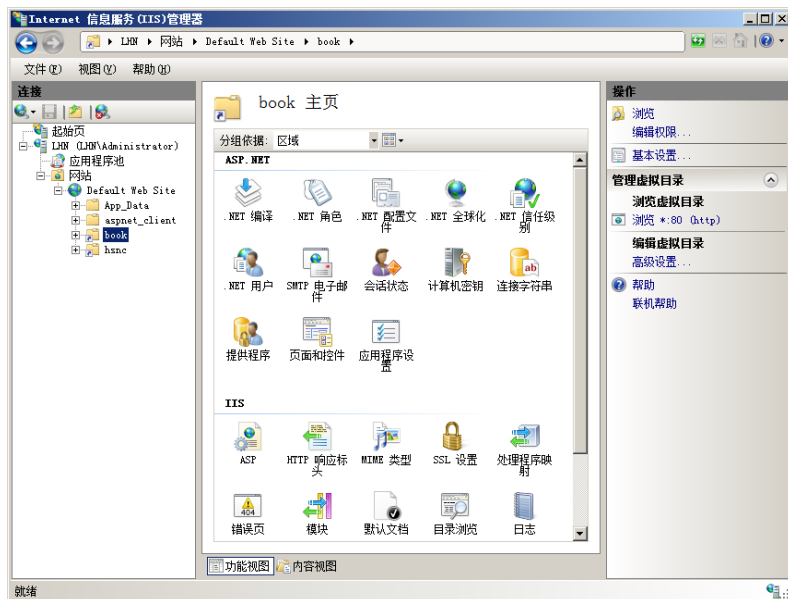 Internet 信息服务(IIS)管理器
LHN ▸ 网站 ▸ Default Web Site ▸ book ▸
文件(F) 视图(V) 帮助(H)
连接
起始页
LHN (LHN\Administrator)
应用程序池
网站
Default Web Site
App_Data
aspnet_client
book
hsnc
book 主页
分组依据: 区域
ASP.NET
.NET 编译
.NET 角色
.NET 配置文件
.NET 全球化
.NET 信任级别
.NET 用户
SMTP 电子邮件
会话状态
计算机密钥
连接字符串
提供程序
页面和控件
应用程序设置
IIS
ASP
HTTP 响应标头
MIME 类型
SSL 设置
处理程序映射
404
错误页
模块
默认文档
目录浏览
日志
功能视图 内容视图
操作
浏览
编辑权限...
基本设置...
管理虚拟目录
浏览虚拟目录
浏览 *:80 (http)
编辑虚拟目录
高级设置...
帮助
联机帮助
就绪